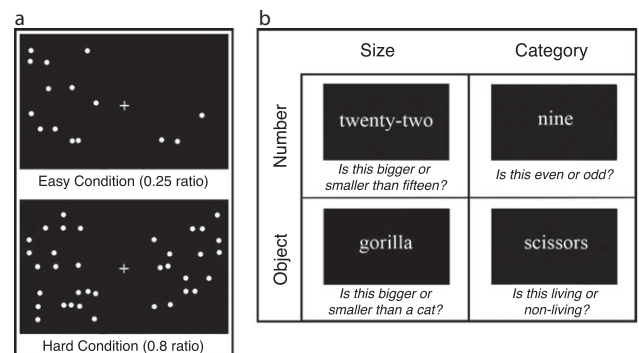 a
+
Easy Condition (0.25 ratio)
+
Hard Condition (0.8 ratio)
b
Size
Category
Number
twenty-two
Is this bigger or
smaller than fifteen?
nine
Is this even or odd?
Object
gorilla
Is this bigger or
smaller than a cat?
scissors
Is this living or
non-living?